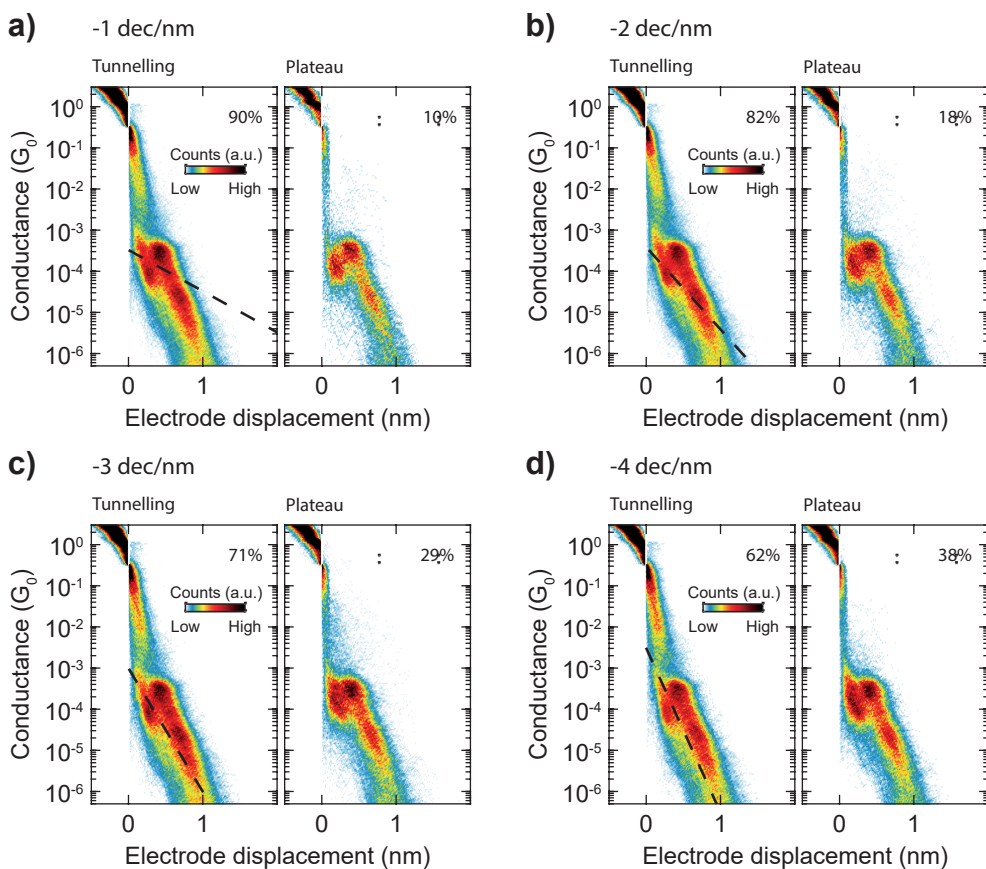 a) -1 dec/nm
Tunnelling Plateau
90% 10%
Counts (a.u.)
Low High
Conductance (G0)
10^0
10^-1
10^-2
10^-3
10^-4
10^-5
10^-6
0 1 0 1
Electrode displacement (nm)
b) -2 dec/nm
Tunnelling Plateau
82% 18%
Counts (a.u.)
Low High
Conductance (G0)
10^0
10^-1
10^-2
10^-3
10^-4
10^-5
10^-6
0 1 0 1
Electrode displacement (nm)
c) -3 dec/nm
Tunnelling Plateau
71% 29%
Counts (a.u.)
Low High
Conductance (G0)
10^0
10^-1
10^-2
10^-3
10^-4
10^-5
10^-6
0 1 0 1
Electrode displacement (nm)
d) -4 dec/nm
Tunnelling Plateau
62% 38%
Counts (a.u.)
Low High
Conductance (G0)
10^0
10^-1
10^-2
10^-3
10^-4
10^-5
10^-6
0 1 0 1
Electrode displacement (nm)